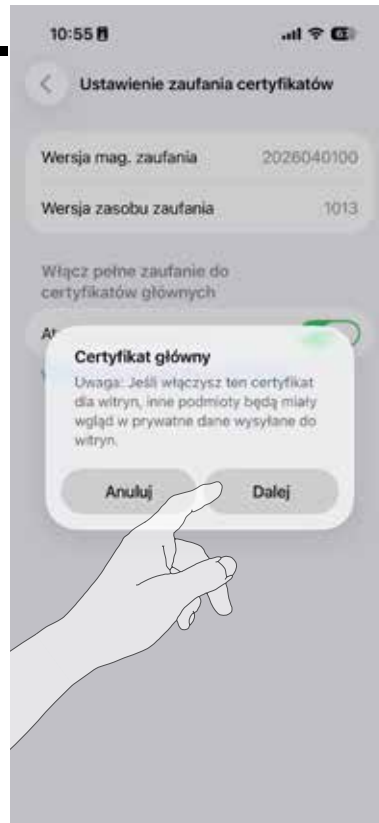 10:55
Ustawienie zaufania certyfikatów
Wersja mag. zaufania 2026040100
Wersja zasobu zaufania 1013
Włącz pełne zaufanie do
certyfikatów głównych
Certyfikat główny
Uwaga: Jeśli włączysz ten certyfikat
dla witryn, inne podmioty będą miały
wgląd w prywatne dane wysyłane do
witryn.
Anuluj Dalej